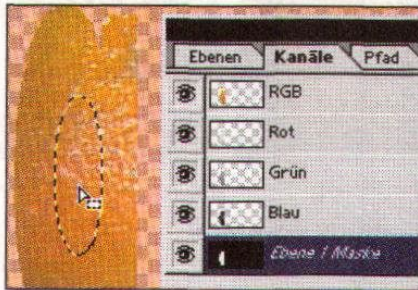 Ebenen Kanäle Pfad
RGB
Rot
Grün
Blau
Ebene 1 Maske